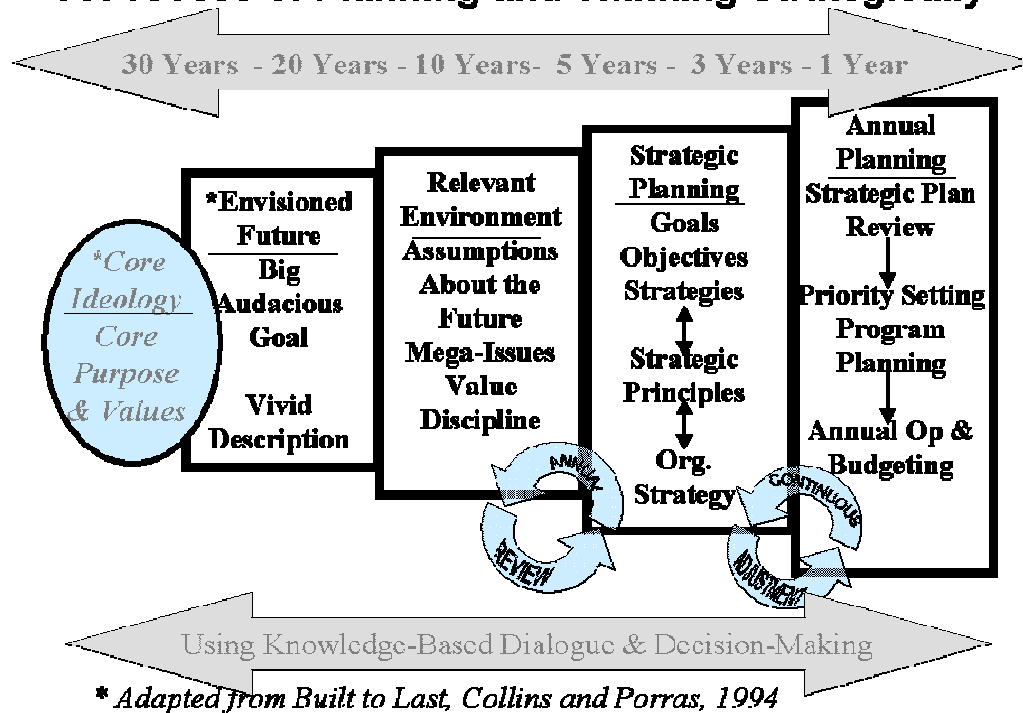 30 Years - 20 Years - 10 Years- 5 Years - 3 Years - 1 Year
*Core
Ideology
Core
Purpose
& Values
*Envisioned
Future
Big
Audacious
Goal
Vivid
Description
Relevant
Environment
Assumptions
About the
Future
Mega-Issues
Value
Discipline
Strategic
Planning
Goals
Objectives
Strategies
Strategic
Principles
Org.
Strategy
Annual
Planning
Strategic Plan
Review
Priority Setting
Program
Planning
Annual Op &
Budgeting
ANNUAL
REVIEW
CONTINUOUS
ADJUSTMENT
Using Knowledge-Based Dialogue & Decision-Making
* Adapted from Built to Last, Collins and Porras, 1994